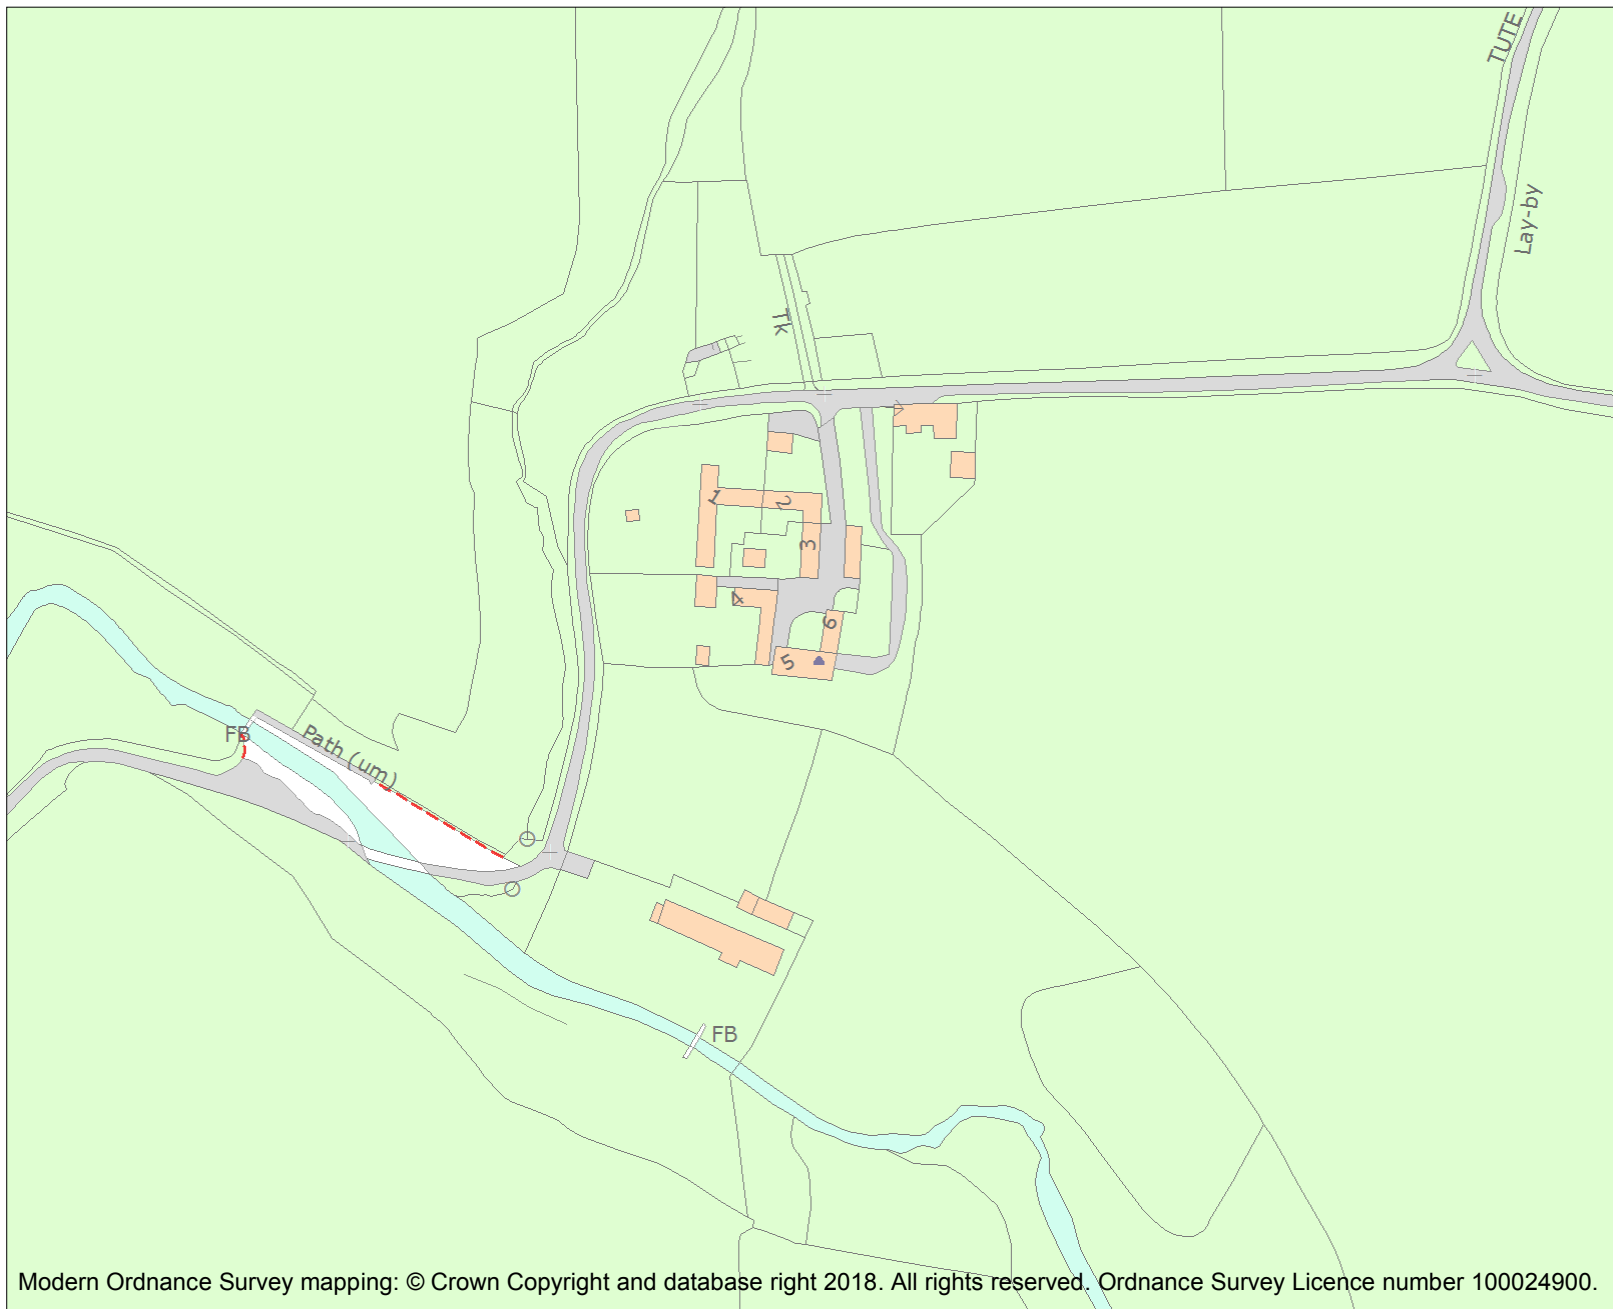 TUTE
Lay-by
Tk
1
2
3
4
6
5
FB
Path (um)
FB
Modern Ordnance Survey mapping: © Crown Copyright and database right 2018. All rights reserved. Ordnance Survey Licence number 100024900.